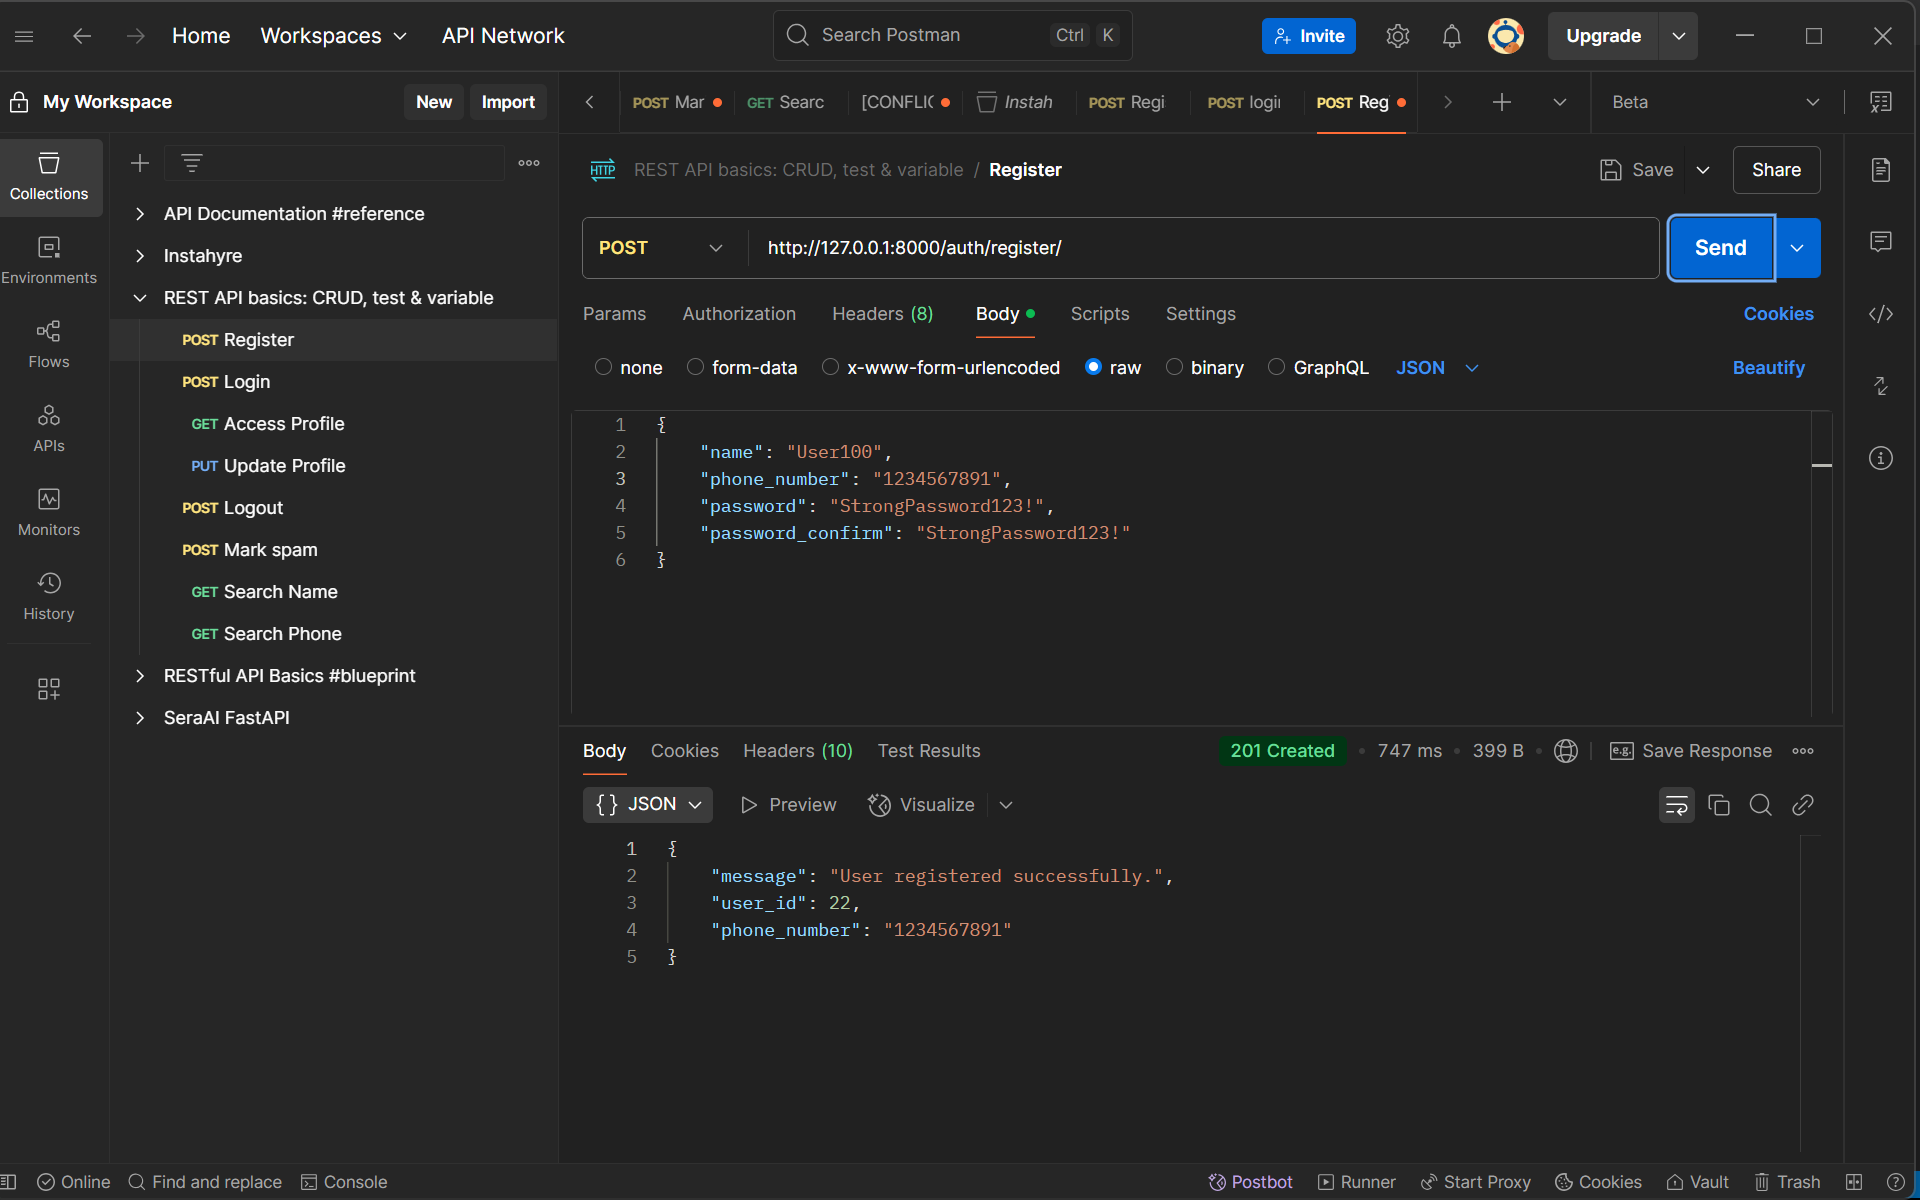 Home Workspaces API Network Search Postman Ctrl K Invite Upgrade
My Workspace New Import POST Mar GET Searc [CONFLIC Instah POST Regi POST login POST Reg Beta
Collections
Environments
Flows
APIs
Monitors
History
API Documentation #reference
Instahyre
REST API basics: CRUD, test & variable
POST Register
POST Login
GET Access Profile
PUT Update Profile
POST Logout
POST Mark spam
GET Search Name
GET Search Phone
RESTful API Basics #blueprint
SeraAI FastAPI
HTTP REST API basics: CRUD, test & variable / Register Save Share
POST http://127.0.0.1:8000/auth/register/ Send
Params Authorization Headers (8) Body Scripts Settings Cookies
none form-data x-www-form-urlencoded raw binary GraphQL JSON Beautify
1 {
2 "name": "User100",
3 "phone_number": "1234567891",
4 "password": "StrongPassword123!",
5 "password_confirm": "StrongPassword123!"
6 }
Body Cookies Headers (10) Test Results 201 Created • 747 ms • 399 B • e.g. Save Response
{} JSON Preview Visualize
1 {
2 "message": "User registered successfully.",
3 "user_id": 22,
4 "phone_number": "1234567891"
5 }
Online Find and replace Console Postbot Runner Start Proxy Cookies Vault Trash